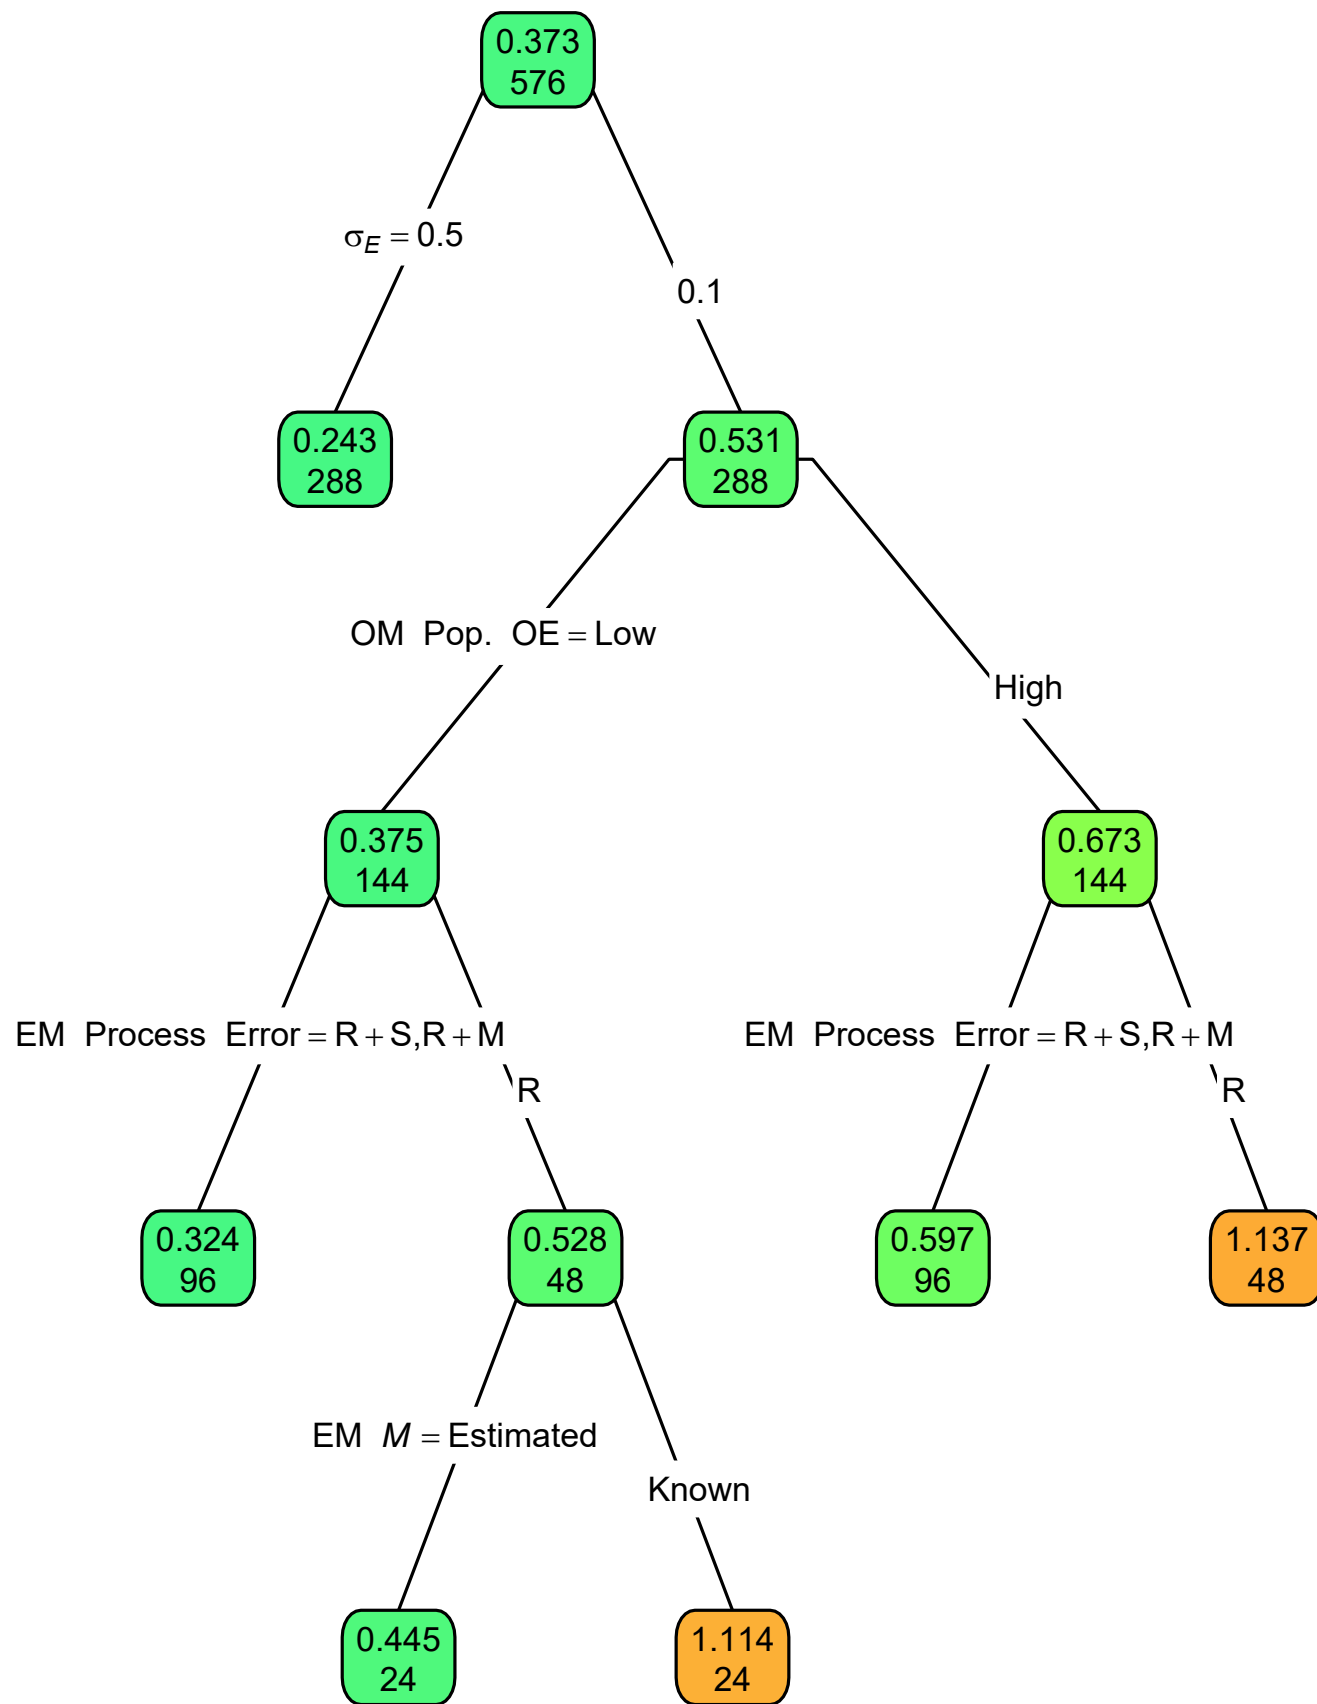 0.373
576
σE = 0.5
0.1
0.243
288
0.531
288
OM Pop. OE = Low
High
0.375
144
0.673
144
EM Process Error = R + S,R + M
R
EM Process Error = R + S,R + M
R
0.324
96
0.528
48
0.597
96
1.137
48
EM M = Estimated
Known
0.445
24
1.114
24